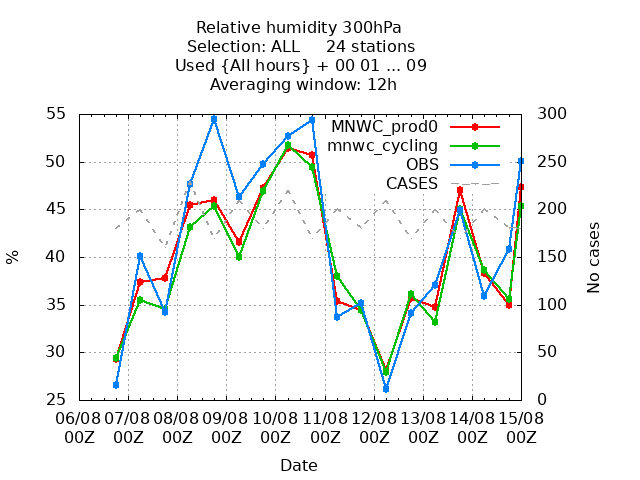 Relative humidity 300hPa
Selection: ALL 24 stations
Used {All hours} + 00 01 ... 09
Averaging window: 12h
MNWC_prod0
mnwc_cycling
OBS
CASES
55
50
45
40
35
30
25
%
300
250
200
150
100
50
0
No cases
06/08 07/08 08/08 09/08 10/08 11/08 12/08 13/08 14/08 15/08
00Z 00Z 00Z 00Z 00Z 00Z 00Z 00Z 00Z 00Z
Date